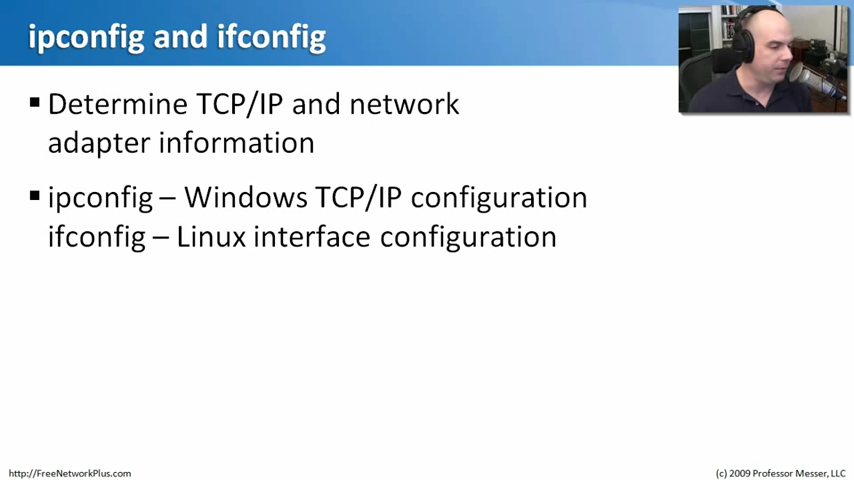 ipconfig and ifconfig
▪ Determine TCP/IP and network
adapter information
▪ ipconfig – Windows TCP/IP configuration
ifconfig – Linux interface configuration
http://FreeNetworkPlus.com
(c) 2009 Professor Messer, LLC